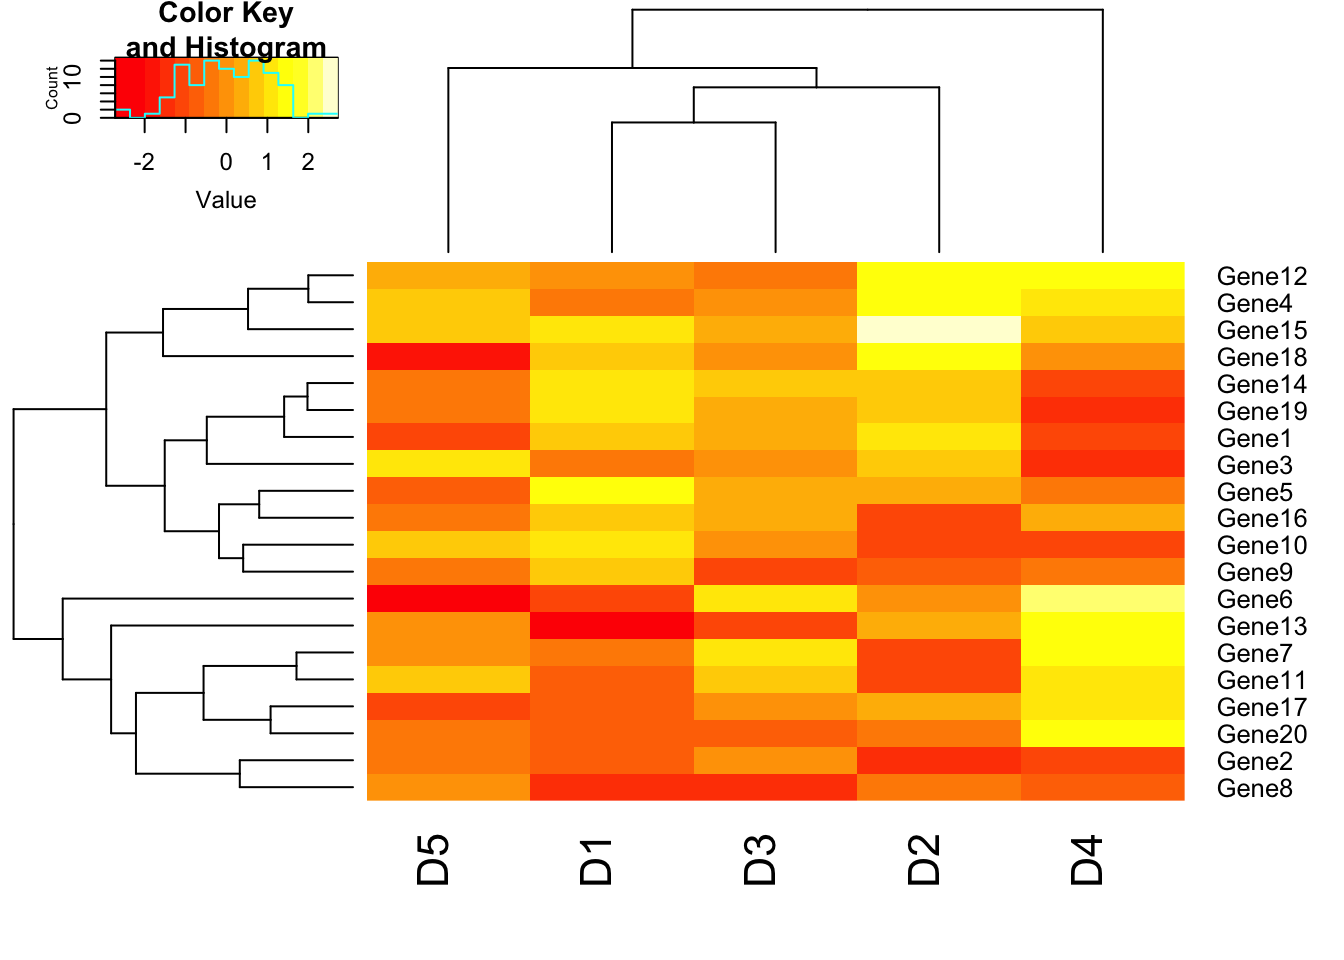 Color Key
and Histogram
Count
0 10
-2 0 1 2
Value
Gene12
Gene4
Gene15
Gene18
Gene14
Gene19
Gene1
Gene3
Gene5
Gene16
Gene10
Gene9
Gene6
Gene13
Gene7
Gene11
Gene17
Gene20
Gene2
Gene8
D5 D1 D3 D2 D4